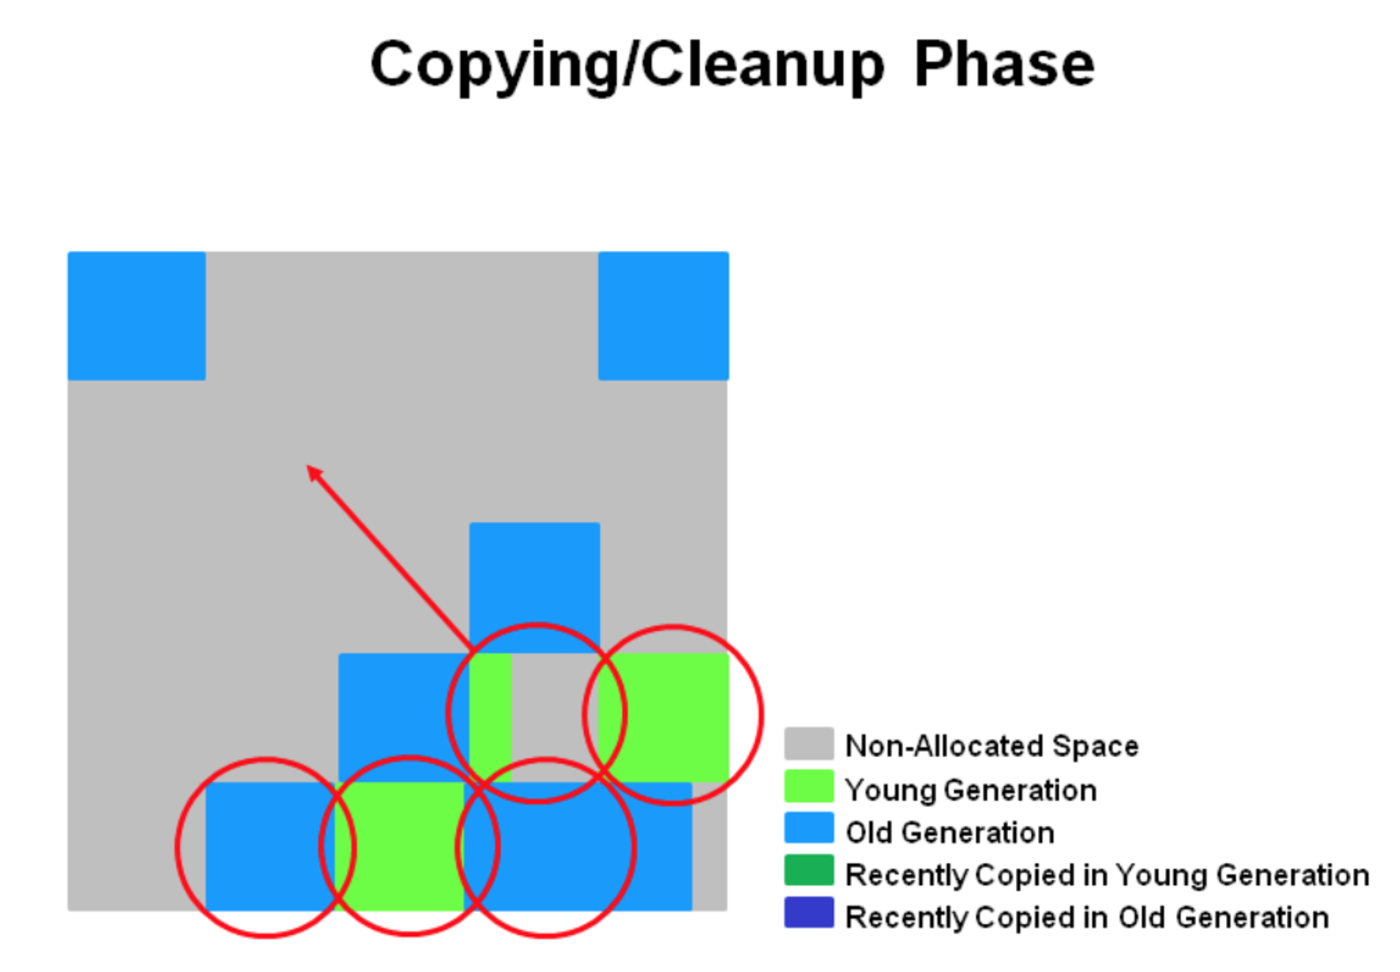 Copying/Cleanup Phase
Non-Allocated Space
Young Generation
Old Generation
Recently Copied in Young Generation
Recently Copied in Old Generation